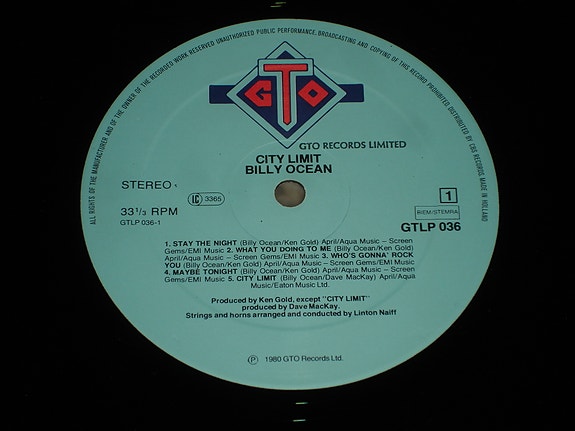 ALL RIGHTS OF THE MANUFACTURER AND OF THE OWNER OF THE RECORDED WORK RESERVED UNAUTHORIZED PUBLIC PERFORMANCE, BROADCASTING AND COPYING OF THIS RECORD PROHIBITED. DISTRIBUTED BY CBS RECORDS. MADE IN HOLLAND
GTO
GTO RECORDS LIMITED
CITY LIMIT
BILLY OCEAN
STEREO
LC 3365
1
33 1/3 RPM
BIEM/STEMRA
GTLP 036-1
GTLP 036
1. STAY THE NIGHT (Billy Ocean/Ken Gold) April/Aqua Music – Screen
Gems/EMI Music 2. WHAT YOU DOING TO ME (Billy Ocean/Ken Gold)
April/Aqua Music – Screen Gems/EMI Music 3. WHO'S GONNA' ROCK
YOU (Billy Ocean/Ken Gold) April/Aqua Music – Screen Gems/EMI Music
4. MAYBE TONIGHT (Billy Ocean/Ken Gold) April/Aqua Music – Screen
Gems/EMI Music 5. CITY LIMIT (Billy Ocean/Dave MacKay) April/Aqua
Music/Eaton Music Ltd.
Produced by Ken Gold, except "CITY LIMIT"
produced by Dave MacKay.
Strings and horns arranged and conducted by Linton Naiff
Ⓟ 1980 GTO Records Ltd.